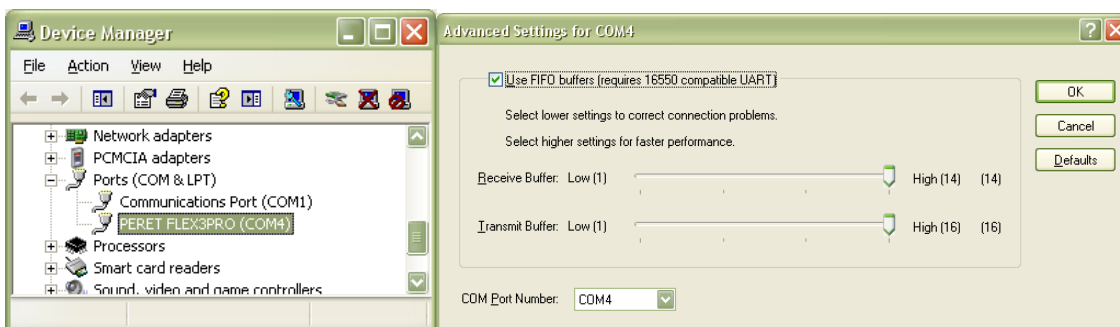 Device Manager
File Action View Help
Network adapters
PCMCIA adapters
Ports (COM & LPT)
Communications Port (COM1)
PERET FLEX3PRO (COM4)
Processors
Smart card readers
Sound, video and game controllers
Advanced Settings for COM4
Use FIFO buffers (requires 16550 compatible UART)
Select lower settings to correct connection problems.
Select higher settings for faster performance.
Receive Buffer: Low (1) High (14) (14)
Transmit Buffer: Low (1) High (16) (16)
COM Port Number: COM4
OK
Cancel
Defaults